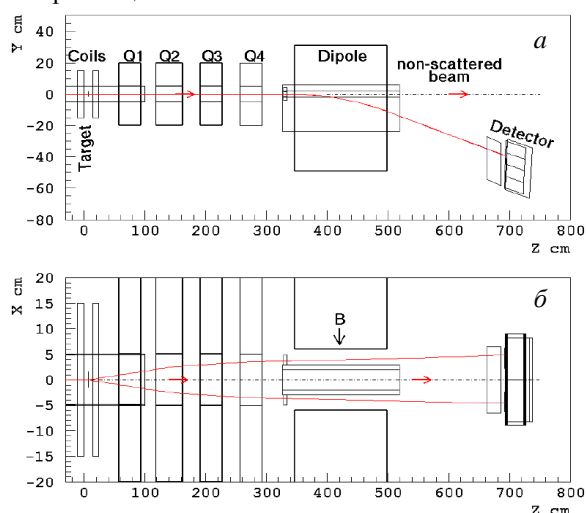 Y cm
20
0
-20
-40
-60
-80
Coils
Q1
Q2
Q3
Q4
Dipole
a
non-scattered
beam
Target
Detector
0
100
200
300
400
500
600
700
800
Z cm
X cm
20
15
10
5
0
-5
-10
-15
-20
B
б
0
100
200
300
400
500
600
700
800
Z cm